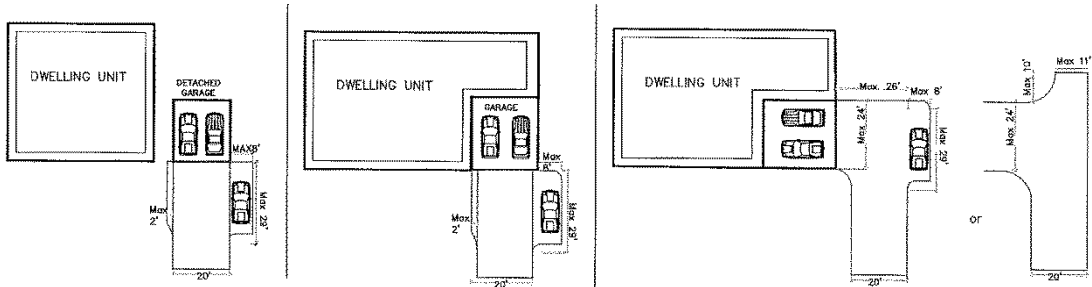 DWELLING UNIT
DETACHED
GARAGE
MAX8'
Max 29'
Max
2'
20'
DWELLING UNIT
GARAGE
Max
Max 29'
Max
2'
20'
DWELLING UNIT
Max. 26'
Max 8'
Max 24'
Max 29'
20'
or
Max 10'
Max 11'
Max 24'
20'